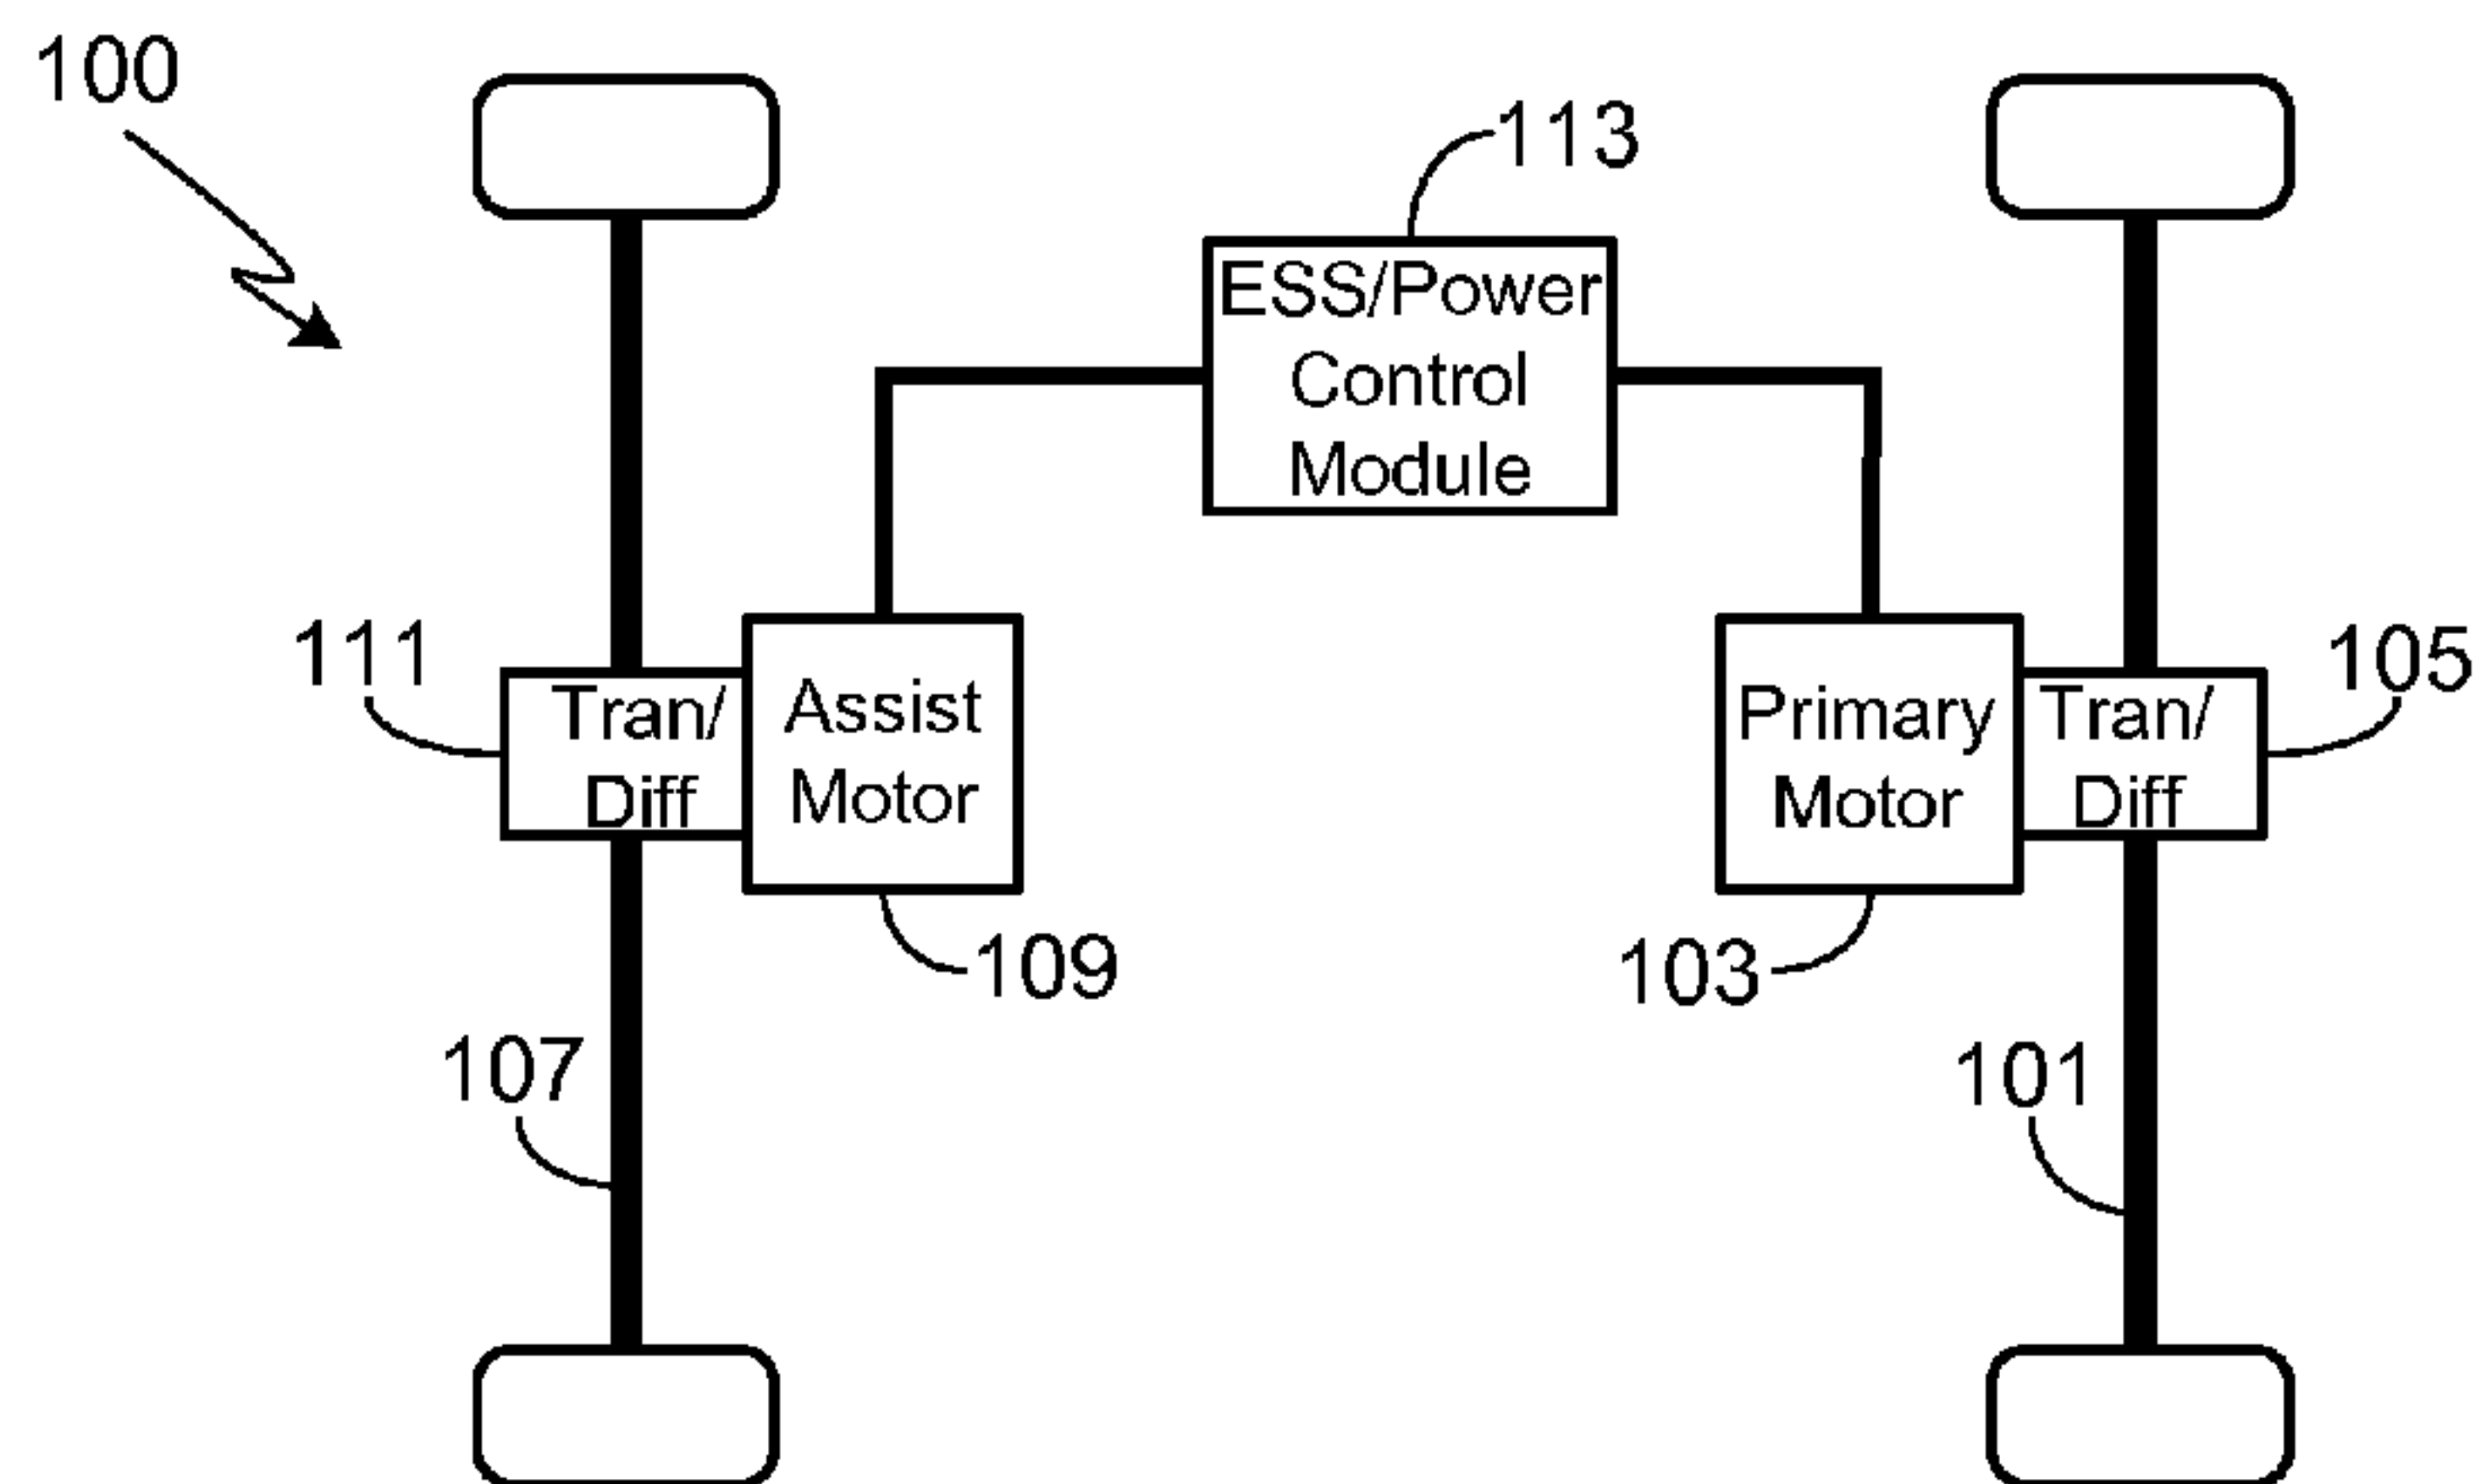 100
113
ESS/Power
Control
Module
111
Tran/
Diff
Assist
Motor
Primary
Motor
Tran/
Diff
105
109
103
107
101